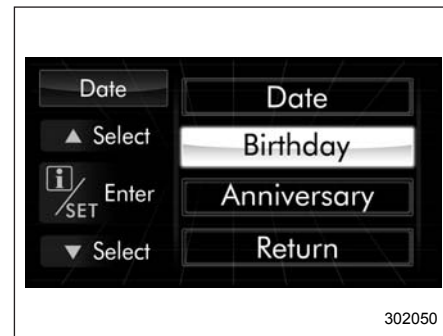 Date
▲ Select
i/SET Enter
▼ Select
Date
Birthday
Anniversary
Return
302050